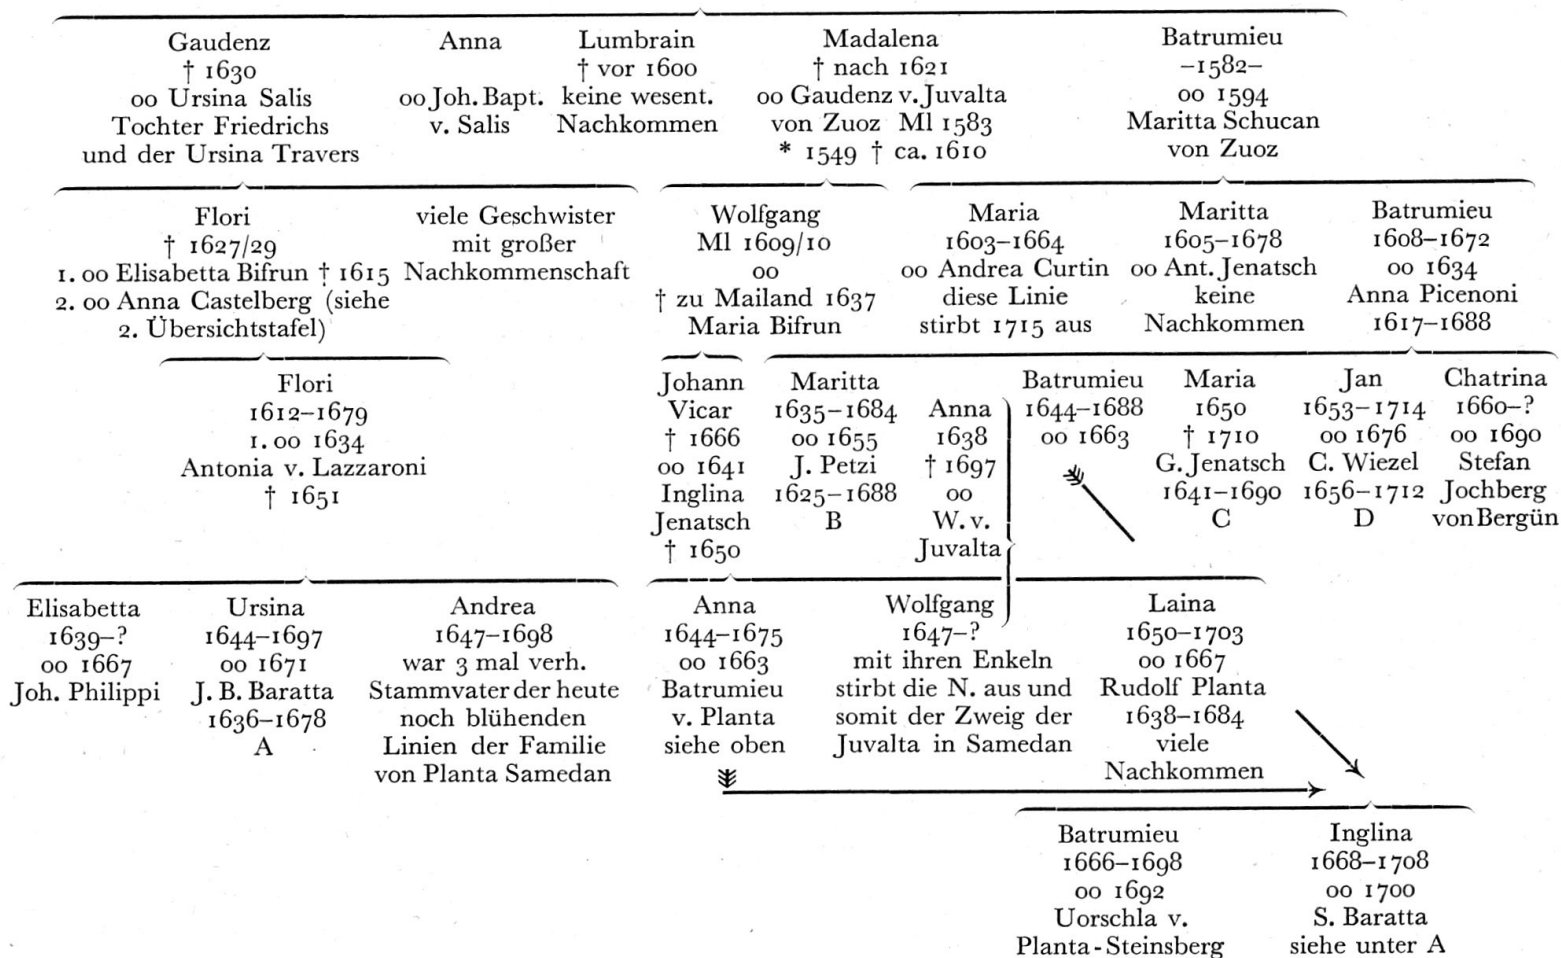 Gaudenz
† 1630
oo Ursina Salis
Tochter Friedrichs
und der Ursina Travers
Anna
oo Joh. Bapt.
v. Salis
Lumbrain
† vor 1600
keine wesent.
Nachkommen
Madalena
† nach 1621
oo Gaudenz v. Juvalta
von Zuoz Ml 1583
* 1549 † ca. 1610
Batrumieu
–1582–
oo 1594
Maritta Schucan
von Zuoz
Flori
† 1627/29
1. oo Elisabetta Bifrun † 1615
2. oo Anna Castelberg (siehe
2. Übersichtstafel)
viele Geschwister
mit großer
Nachkommenschaft
Wolfgang
Ml 1609/10
oo
† zu Mailand 1637
Maria Bifrun
Maria
1603–1664
oo Andrea Curtin
diese Linie
stirbt 1715 aus
Maritta
1605–1678
oo Ant. Jenatsch
keine
Nachkommen
Batrumieu
1608–1672
oo 1634
Anna Picenoni
1617–1688
Flori
1612–1679
1. oo 1634
Antonia v. Lazzaroni
† 1651
Johann
Vicar
† 1666
oo 1641
Inglina
Jenatsch
† 1650
Maritta
1635–1684
oo 1655
J. Petzi
1625–1688
B
Anna
1638
† 1697
oo
W. v.
Juvalta
Batrumieu
1644–1688
oo 1663
Maria
1650
† 1710
G. Jenatsch
1641–1690
C
Jan
1653–1714
oo 1676
C. Wiezel
1656–1712
D
Chatrina
1660–?
oo 1690
Stefan
Jochberg
von Bergün
Elisabetta
1639–?
oo 1667
Joh. Philippi
Ursina
1644–1697
oo 1671
J. B. Baratta
1636–1678
A
Andrea
1647–1698
war 3 mal verh.
Stammvater der heute
noch blühenden
Linien der Familie
von Planta Samedan
Anna
1644–1675
oo 1663
Batrumieu
v. Planta
siehe oben
Wolfgang
1647–?
mit ihren Enkeln
stirbt die N. aus und
somit der Zweig der
Juvalta in Samedan
Laina
1650–1703
oo 1667
Rudolf Planta
1638–1684
viele
Nachkommen
Batrumieu
1666–1698
oo 1692
Uorschla v.
Planta-Steinsberg
Inglina
1668–1708
oo 1700
S. Baratta
siehe unter A